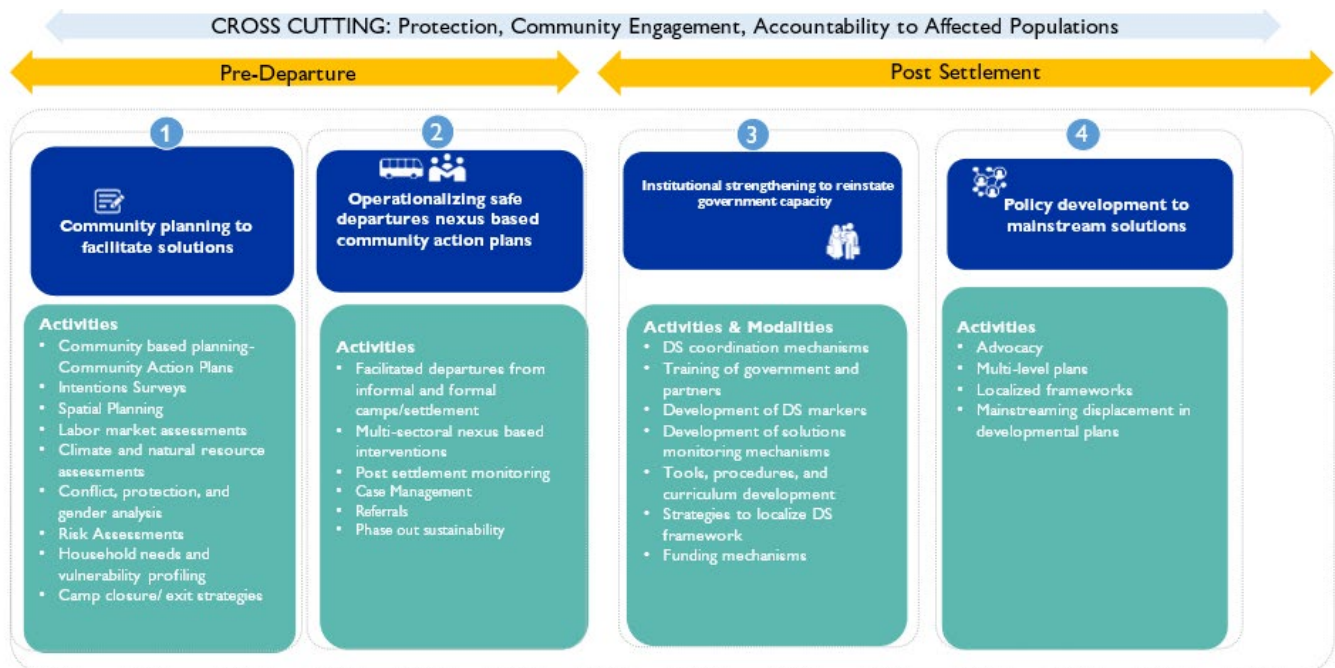 CROSS CUTTING: Protection, Community Engagement, Accountability to Affected Populations
Pre-Departure
Post Settlement
1
Community planning to
facilitate solutions
Activities
• Community based planning-
Community Action Plans
• Intentions Surveys
• Spatial Planning
• Labor market assessments
• Climate and natural resource
assessments
• Conflict, protection, and
gender analysis
• Risk Assessments
• Household needs and
vulnerability profiling
• Camp closure/ exit strategies
2
Operationalizing safe
departures nexus based
community action plans
Activities
• Facilitated departures from
informal and formal
camps/settlement
• Multi-sectoral nexus based
interventions
• Post settlement monitoring
• Case Management
• Referrals
• Phase out sustainability
3
Institutional strengthening to reinstate
government capacity
Activities & Modalities
• DS coordination mechanisms
• Training of government and
partners
• Development of DS markers
• Development of solutions
monitoring mechanisms
• Tools, procedures, and
curriculum development
• Strategies to localize DS
framework
• Funding mechanisms
4
Policy development to
mainstream solutions
Activities
• Advocacy
• Multi-level plans
• Localized frameworks
• Mainstreaming displacement in
developmental plans